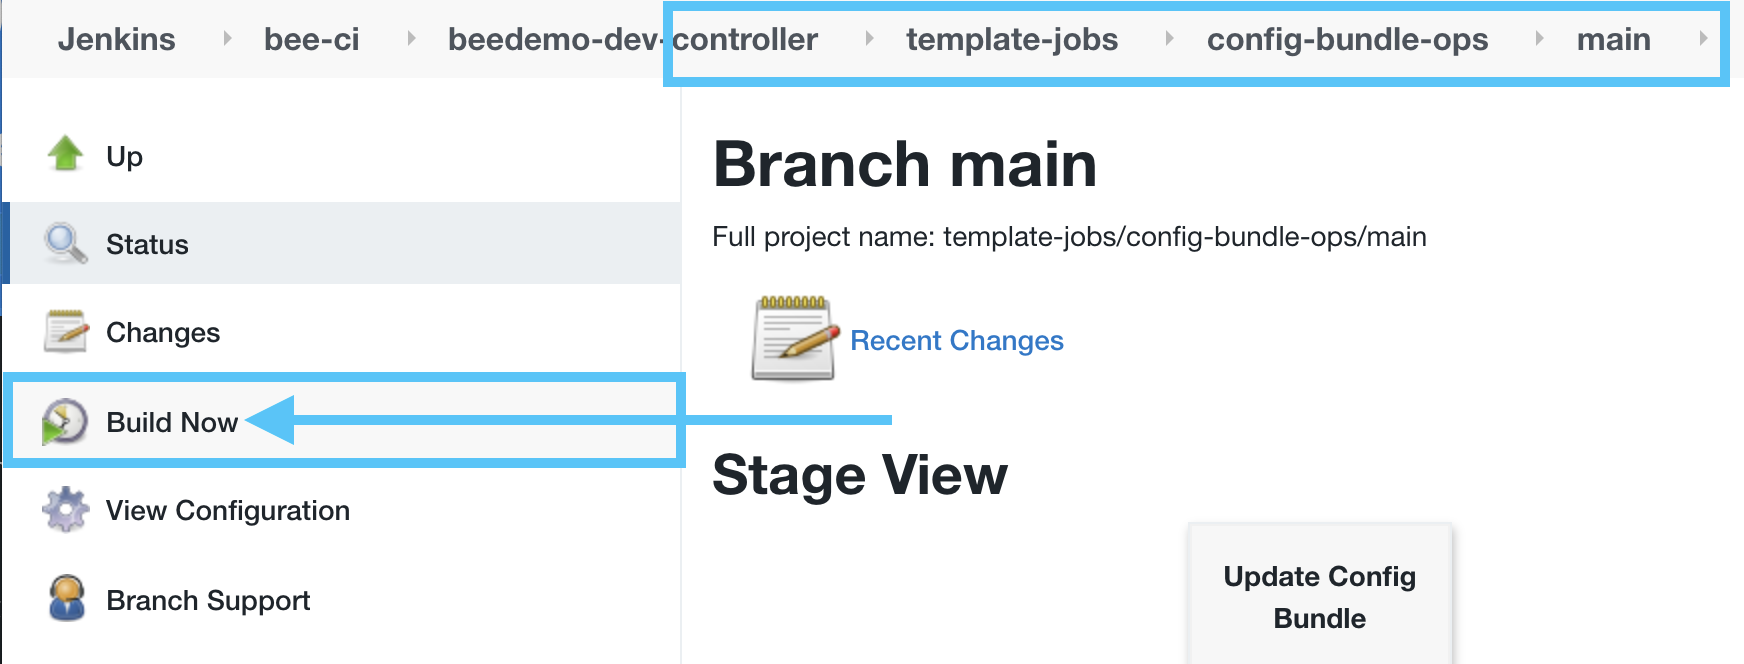 Jenkins bee-ci beedemo-dev-controller template-jobs config-bundle-ops main
Up
Status
Changes
Build Now
View Configuration
Branch Support
Branch main
Full project name: template-jobs/config-bundle-ops/main
Recent Changes
Stage View
Update Config
Bundle